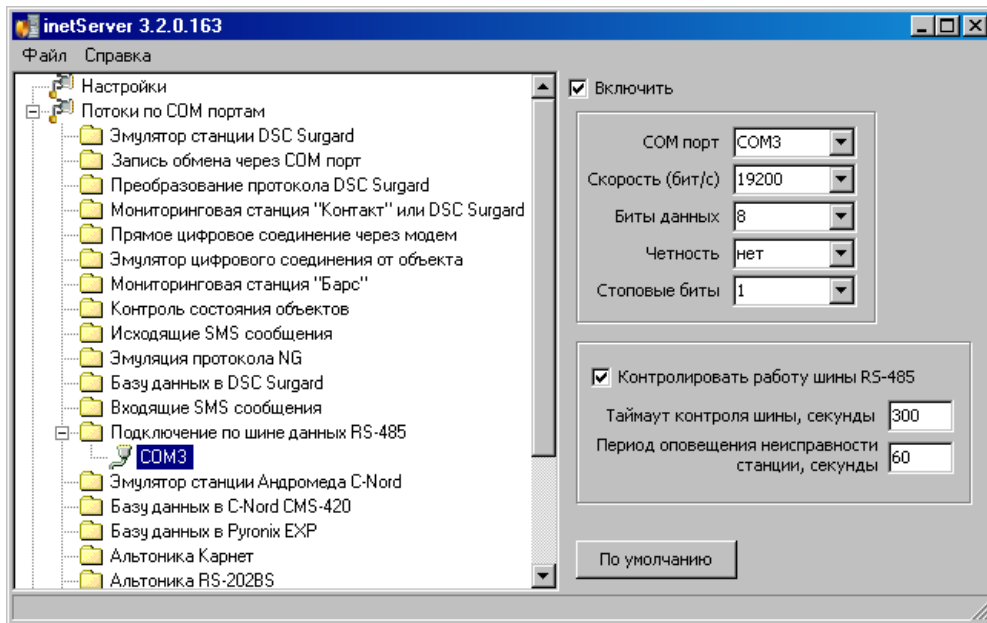 inetServer 3.2.0.163
Файл Справка
Настройки
Потоки по COM портам
Эмулятор станции DSC Surgard
Запись обмена через COM порт
Преобразование протокола DSC Surgard
Мониторинговая станция "Контакт" или DSC Surgard
Прямое цифровое соединение через модем
Эмулятор цифрового соединения от объекта
Мониторинговая станция "Барс"
Контроль состояния объектов
Исходящие SMS сообщения
Эмуляция протокола NG
Базу данных в DSC Surgard
Входящие SMS сообщения
Подключение по шине данных RS-485
COM3
Эмулятор станции Андромеда C-Nord
Базу данных в C-Nord CMS-420
Базу данных в Pyronix EXP
Альтоника Карнет
Альтоника RS-202BS
Включить
COM порт COM3
Скорость (бит/с) 19200
Биты данных 8
Четность нет
Стоповые биты 1
Контролировать работу шины RS-485
Таймаут контроля шины, секунды 300
Период оповещения неисправности
станции, секунды 60
По умолчанию